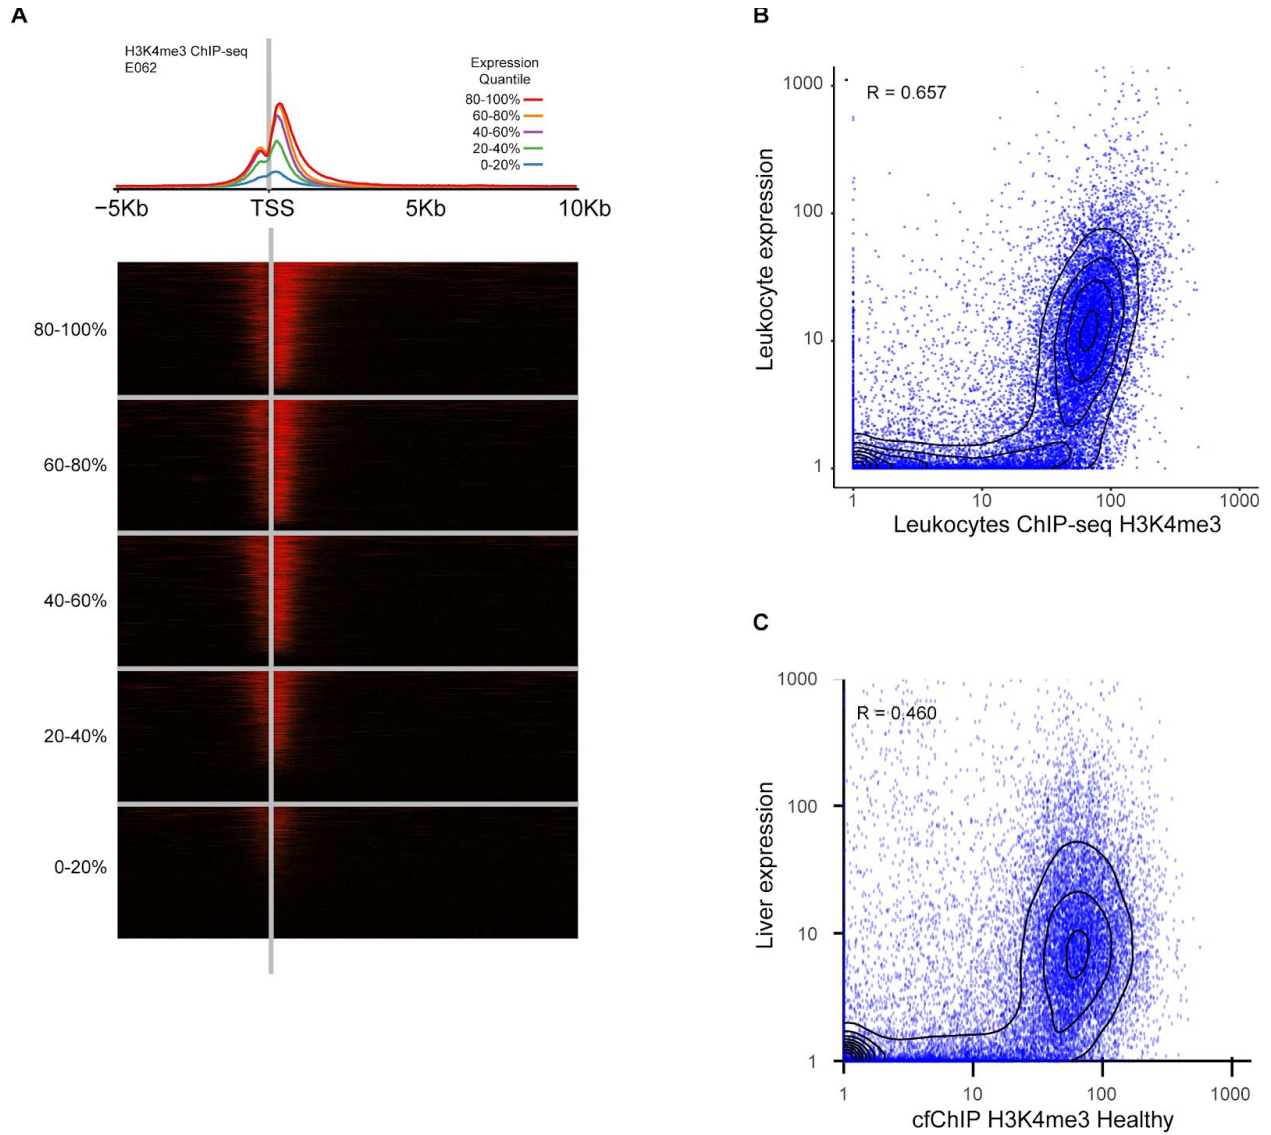 A
H3K4me3 ChIP-seq
E062
Expression
Quantile
80-100%
60-80%
40-60%
20-40%
0-20%
−5Kb TSS 5Kb 10Kb
80-100%
60-80%
40-60%
20-40%
0-20%
B
R = 0.657
Leukocyte expression
1000
100
10
1
1 10 100 1000
Leukocytes ChIP-seq H3K4me3
C
R = 0.460
Liver expression
1000
100
10
1
1 10 100 1000
cfChIP H3K4me3 Healthy